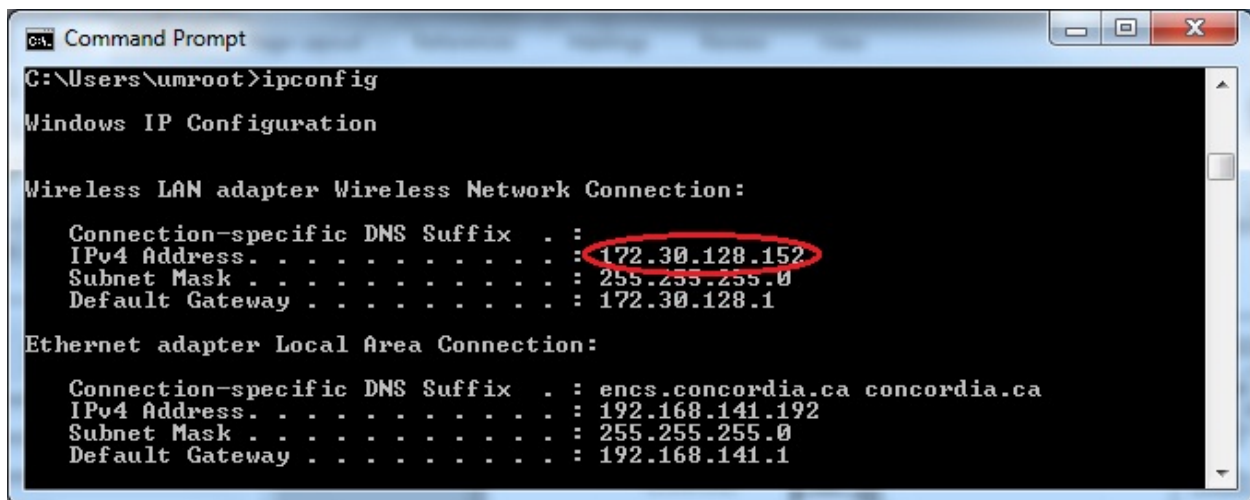 Command Prompt
C:\Users\umroot>ipconfig
Windows IP Configuration
Wireless LAN adapter Wireless Network Connection:
Connection-specific DNS Suffix . :
IPv4 Address. . . . . . . . . . . : 172.30.128.152
Subnet Mask . . . . . . . . . . . : 255.255.255.0
Default Gateway . . . . . . . . . : 172.30.128.1
Ethernet adapter Local Area Connection:
Connection-specific DNS Suffix . : encs.concordia.ca concordia.ca
IPv4 Address. . . . . . . . . . . : 192.168.141.192
Subnet Mask . . . . . . . . . . . : 255.255.255.0
Default Gateway . . . . . . . . . : 192.168.141.1